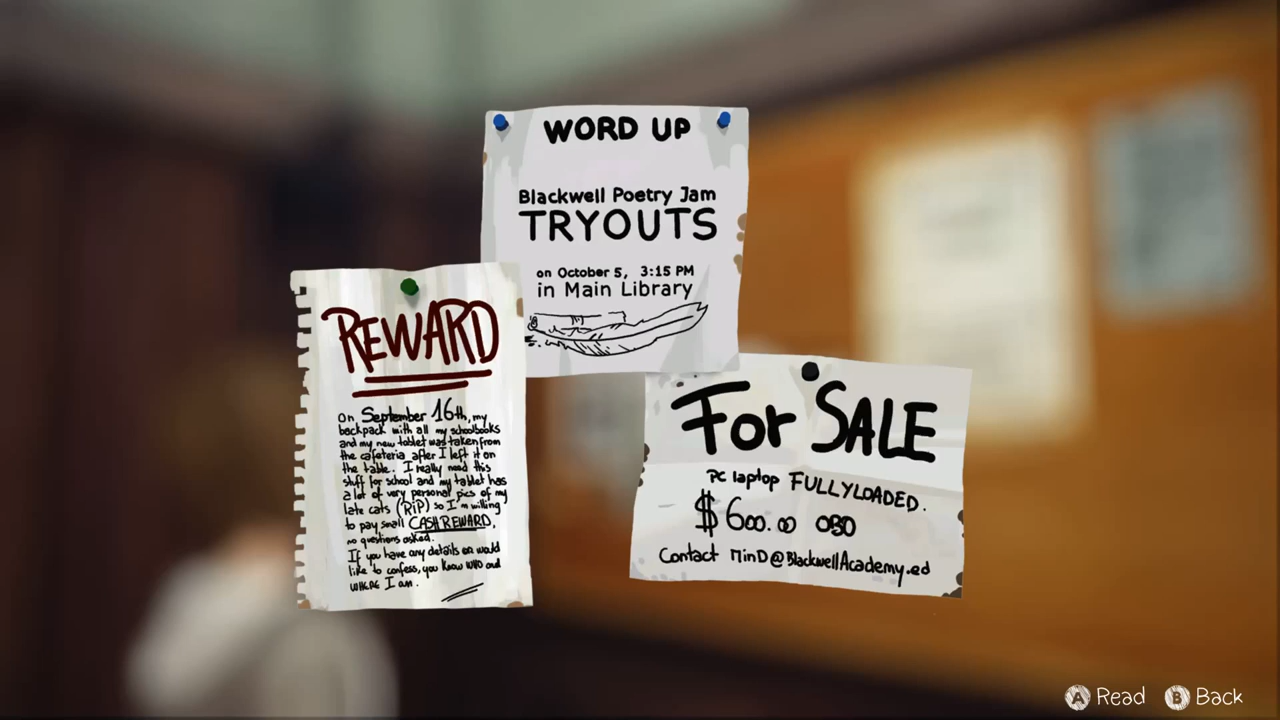 WORD UP
Blackwell Poetry Jam
TRYOUTS
on October 5, 3:15 PM
in Main Library
REWARD
On September 16th, my
backpack with all my schoolbooks
and my new tablet was taken from
the cafeteria after I left it on
the table. I really need this
stuff for school and my tablet has
a lot of very personal pics of my
late cats (RiP) so I'm willing
to pay small CASH REWARD,
no questions asked.
If you have any details or would
like to confess, you know WHO and
WHERE I am.
For SALE
PC laptop FULLY LOADED.
$600.00 OBO
Contact MinD@BlackwellAcademy.ed
A Read B Back